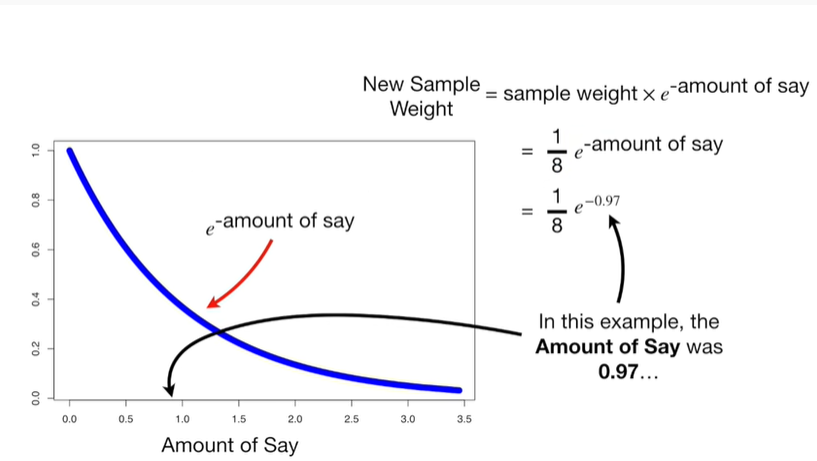 New Sample
Weight
= sample weight × e^-amount of say
= 1/8 e^-amount of say
= 1/8 e^−0.97
e^-amount of say
In this example, the
Amount of Say was
0.97…
1.0
0.8
0.6
0.4
0.2
0.0
0.0 0.5 1.0 1.5 2.0 2.5 3.0 3.5
Amount of Say